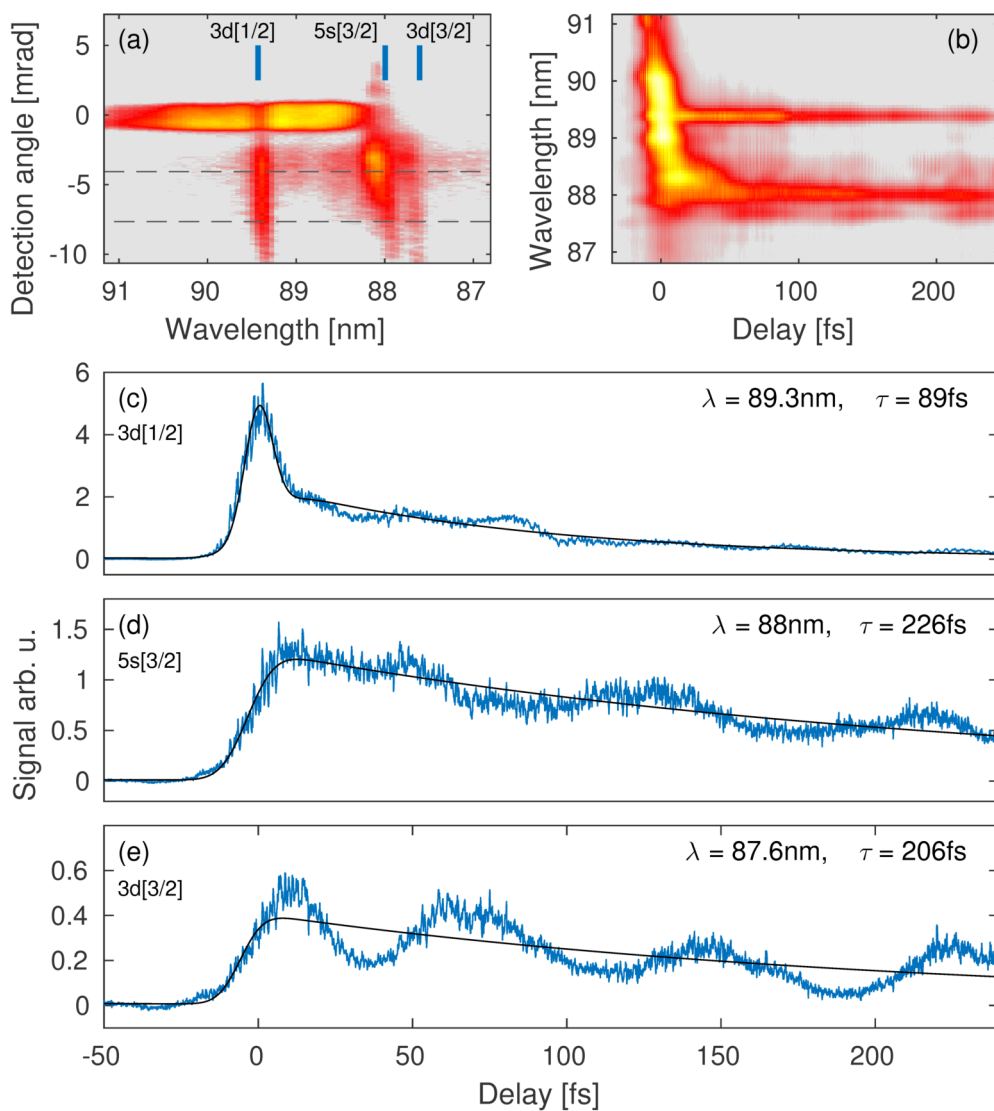 (a)
3d[1/2]
5s[3/2]
3d[3/2]
Detection angle [mrad]
0
-5
-10
91
90
89
88
87
Wavelength [nm]
(b)
Wavelength [nm]
91
90
89
88
87
0
100
200
Delay [fs]
(c)
3d[1/2]
λ = 89.3nm, τ = 89fs
6
4
2
0
(d)
5s[3/2]
λ = 88nm, τ = 226fs
1.5
1
0.5
0
Signal arb. u.
(e)
3d[3/2]
λ = 87.6nm, τ = 206fs
0.6
0.4
0.2
0
-50
0
50
100
150
200
Delay [fs]